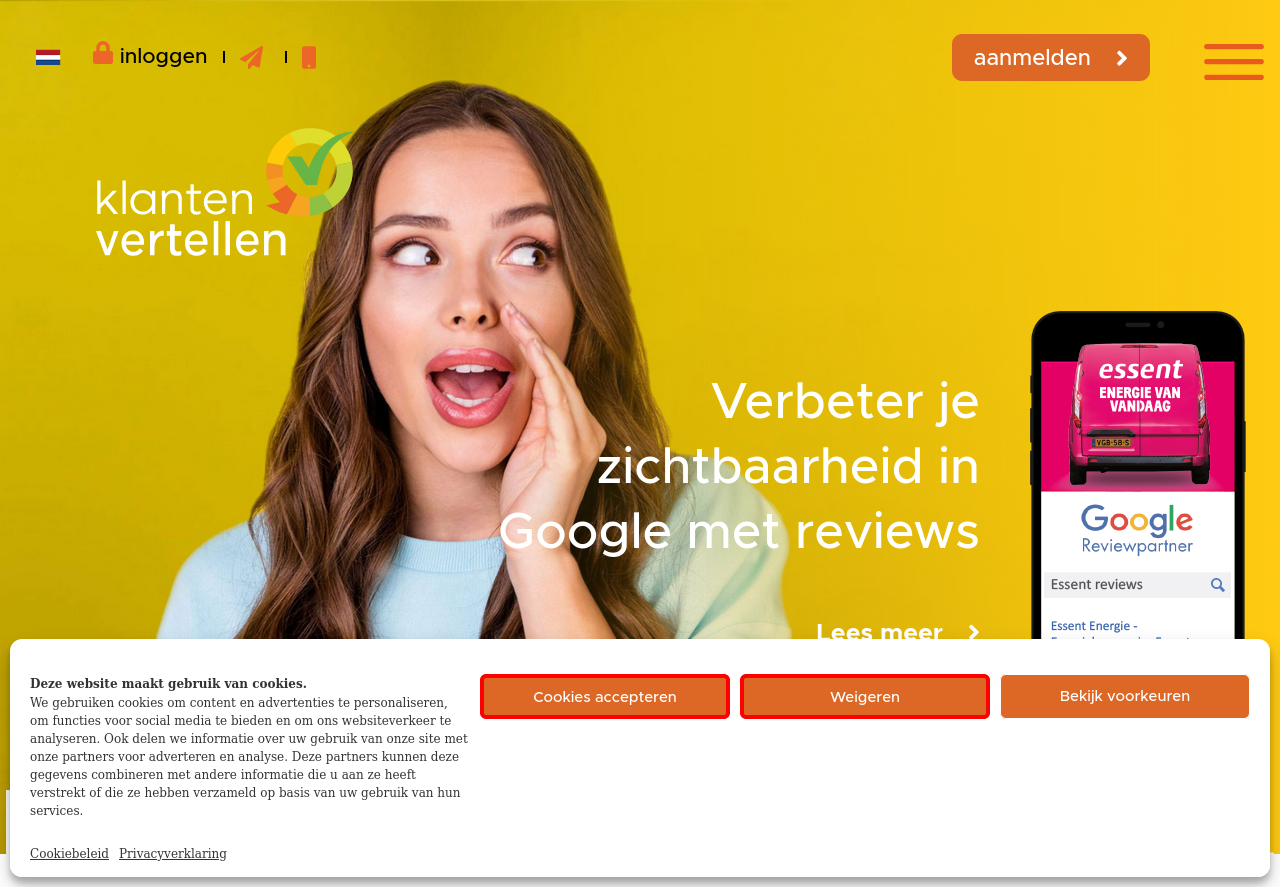 inloggen
aanmelden
klanten
vertellen
Verbeter je
zichtbaarheid in
Google met reviews
Lees meer
essent
ENERGIE VAN
VANDAAG
VGB-58-S
Google
Reviewpartner
Essent reviews
Essent Energie -
Deze website maakt gebruik van cookies.
We gebruiken cookies om content en advertenties te personaliseren,
om functies voor social media te bieden en om ons websiteverkeer te
analyseren. Ook delen we informatie over uw gebruik van onze site met
onze partners voor adverteren en analyse. Deze partners kunnen deze
gegevens combineren met andere informatie die u aan ze heeft
verstrekt of die ze hebben verzameld op basis van uw gebruik van hun
services.
Cookies accepteren
Weigeren
Bekijk voorkeuren
Cookiebeleid Privacyverklaring